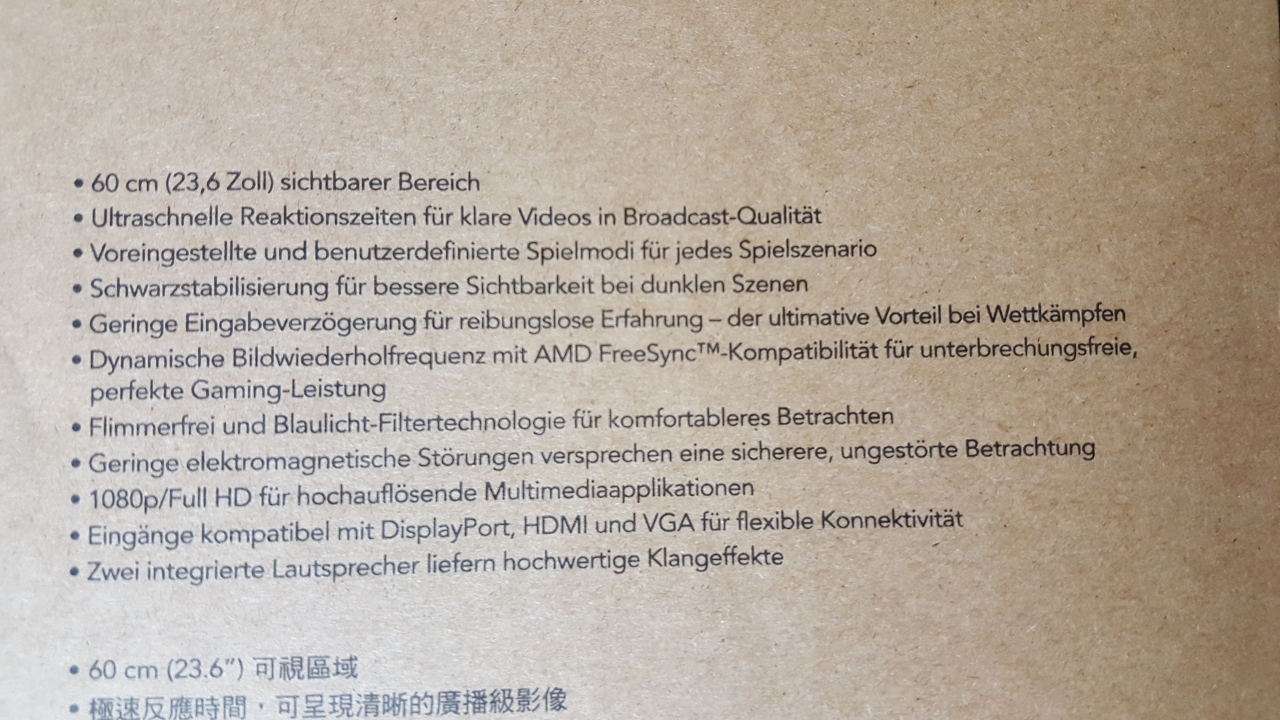 • 60 cm (23,6 Zoll) sichtbarer Bereich
• Ultraschnelle Reaktionszeiten für klare Videos in Broadcast-Qualität
• Voreingestellte und benutzerdefinierte Spielmodi für jedes Spielszenario
• Schwarzstabilisierung für bessere Sichtbarkeit bei dunklen Szenen
• Geringe Eingabeverzögerung für reibungslose Erfahrung – der ultimative Vorteil bei Wettkämpfen
• Dynamische Bildwiederholfrequenz mit AMD FreeSync™-Kompatibilität für unterbrechungsfreie,
perfekte Gaming-Leistung
• Flimmerfrei und Blaulicht-Filtertechnologie für komfortableres Betrachten
• Geringe elektromagnetische Störungen versprechen eine sicherere, ungestörte Betrachtung
• 1080p/Full HD für hochauflösende Multimediaapplikationen
• Eingänge kompatibel mit DisplayPort, HDMI und VGA für flexible Konnektivität
• Zwei integrierte Lautsprecher liefern hochwertige Klangeffekte
• 60 cm (23.6”) 可視區域
• 極速反應時間，可呈現清晰的廣播級影像